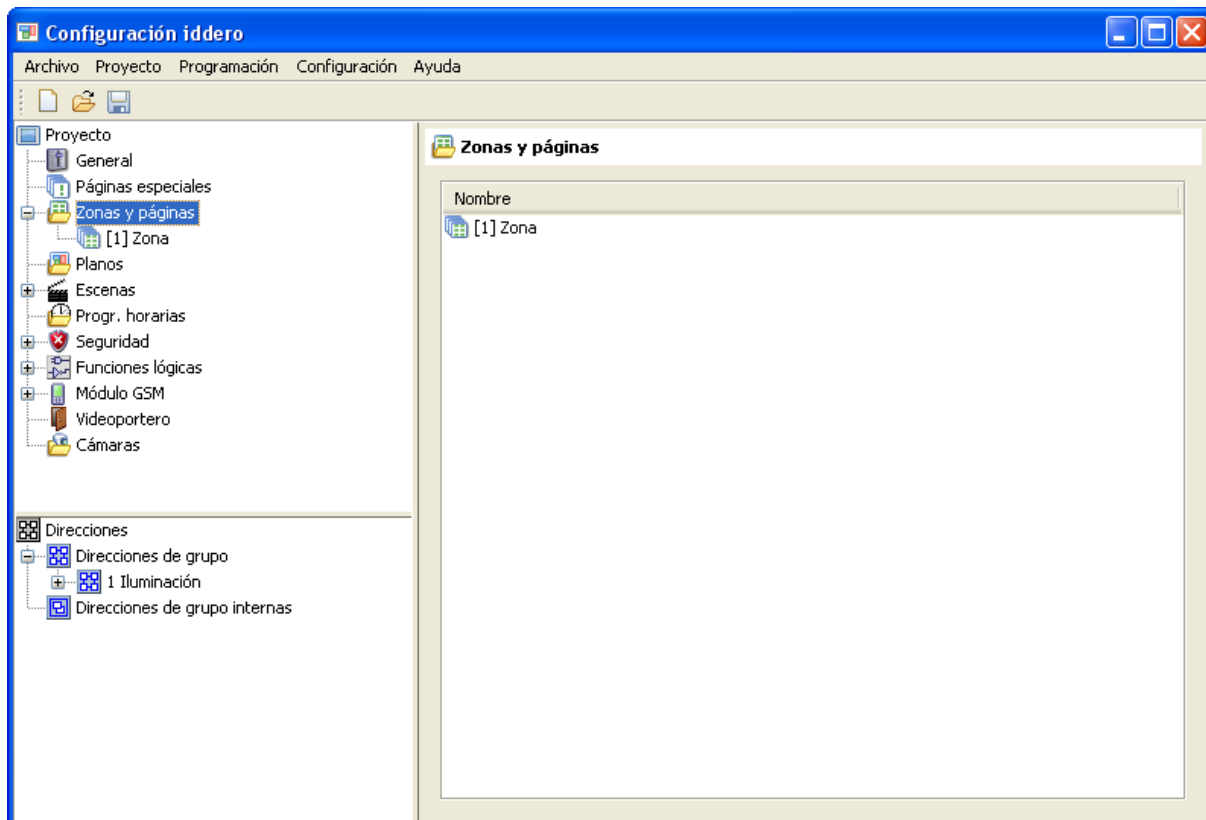 Configuración iddero
Archivo Proyecto Programación Configuración Ayuda
Proyecto
General
Páginas especiales
Zonas y páginas
[1] Zona
Planos
Escenas
Progr. horarias
Seguridad
Funciones lógicas
Módulo GSM
Videoportero
Cámaras
Direcciones
Direcciones de grupo
1 Iluminación
Direcciones de grupo internas
Zonas y páginas
Nombre
[1] Zona